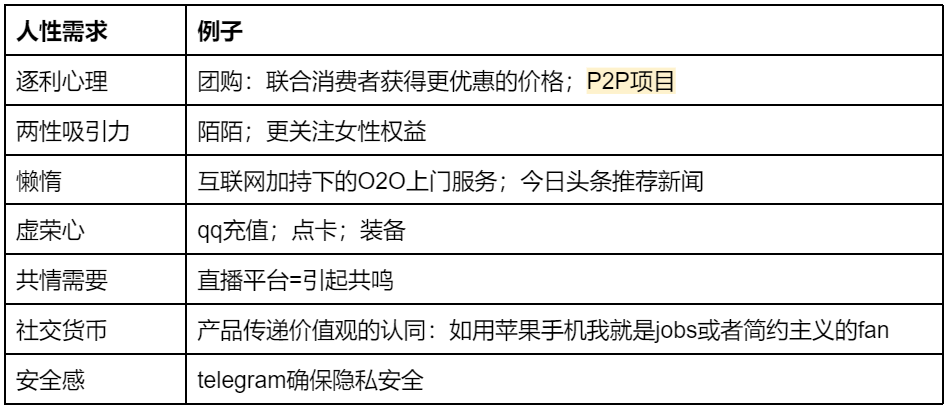 人性需求 例子
逐利心理 团购：联合消费者获得更优惠的价格；P2P项目
两性吸引力 陌陌；更关注女性权益
懒惰 互联网加持下的O2O上门服务；今日头条推荐新闻
虚荣心 qq充值；点卡；装备
共情需要 直播平台=引起共鸣
社交货币 产品传递价值观的认同：如用苹果手机我就是jobs或者简约主义的fan
安全感 telegram确保隐私安全